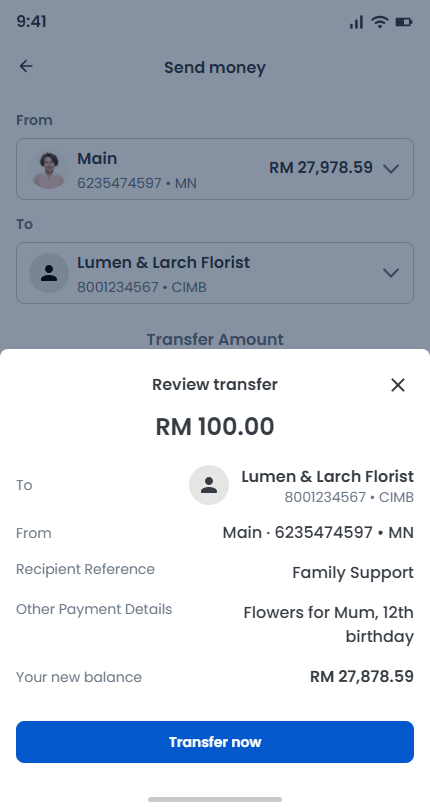 9:41
Send money
From
Main
RM 27,978.59
6235474597 • MN
To
Lumen & Larch Florist
8001234567 • CIMB
Transfer Amount
Review transfer
RM 100.00
To
Lumen & Larch Florist
8001234567 • CIMB
From
Main · 6235474597 • MN
Recipient Reference
Family Support
Other Payment Details
Flowers for Mum, 12th
birthday
Your new balance
RM 27,878.59
Transfer now